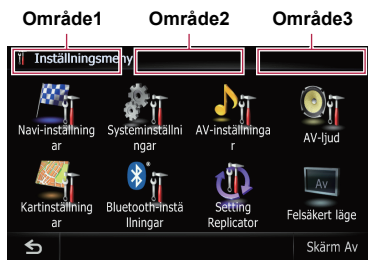 Område1 Område2 Område3
Inställningsmeny
Navi-inställning
ar
Systeminställni
ngar
AV-inställninga
r
AV-ljud
Kartinställning
ar
Bluetooth-instä
llningar
Setting
Replicator
Av
Felsäkert läge
Skärm Av